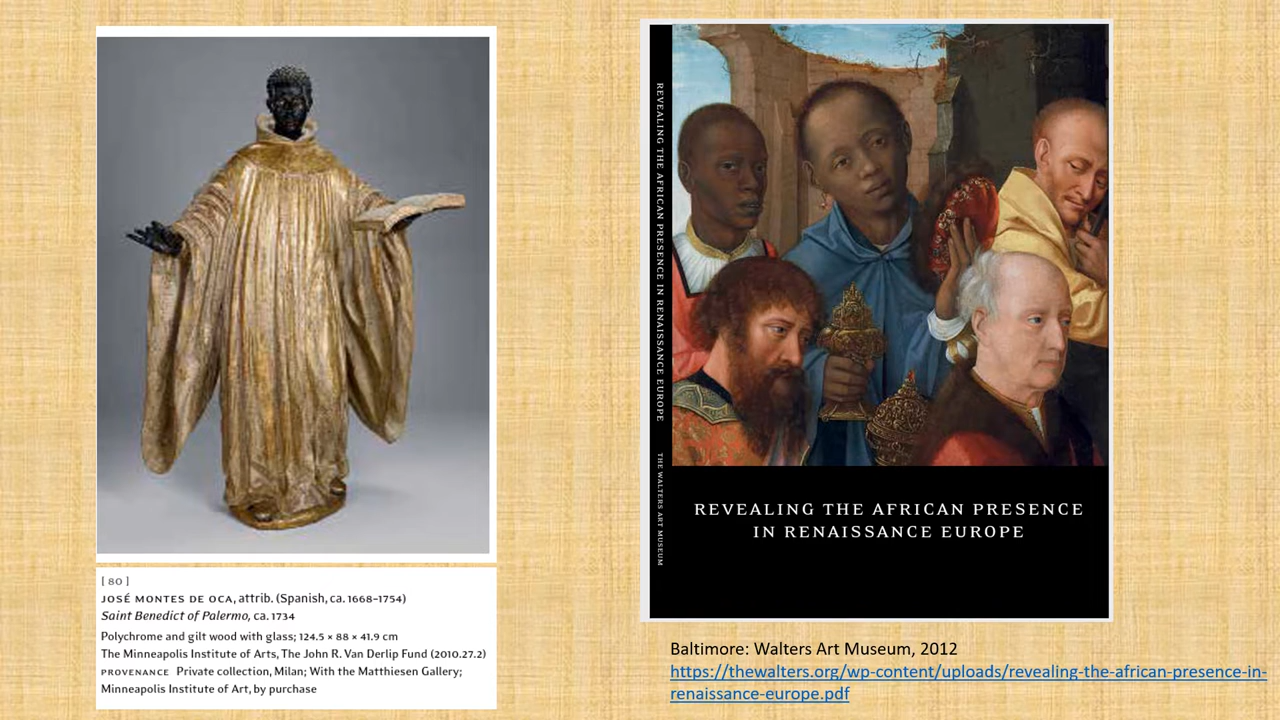 [ 80 ]
JOSÉ MONTES DE OCA, attrib. (Spanish, ca. 1668–1754)
Saint Benedict of Palermo, ca. 1734
Polychrome and gilt wood with glass; 124.5 × 88 × 41.9 cm
The Minneapolis Institute of Arts, The John R. Van Derlip Fund (2010.27.2)
PROVENANCE Private collection, Milan; With the Matthiesen Gallery;
Minneapolis Institute of Art, by purchase
REVEALING THE AFRICAN PRESENCE IN RENAISSANCE EUROPE
THE WALTERS ART MUSEUM
REVEALING THE AFRICAN PRESENCE
IN RENAISSANCE EUROPE
Baltimore: Walters Art Museum, 2012
https://thewalters.org/wp-content/uploads/revealing-the-african-presence-in-
renaissance-europe.pdf